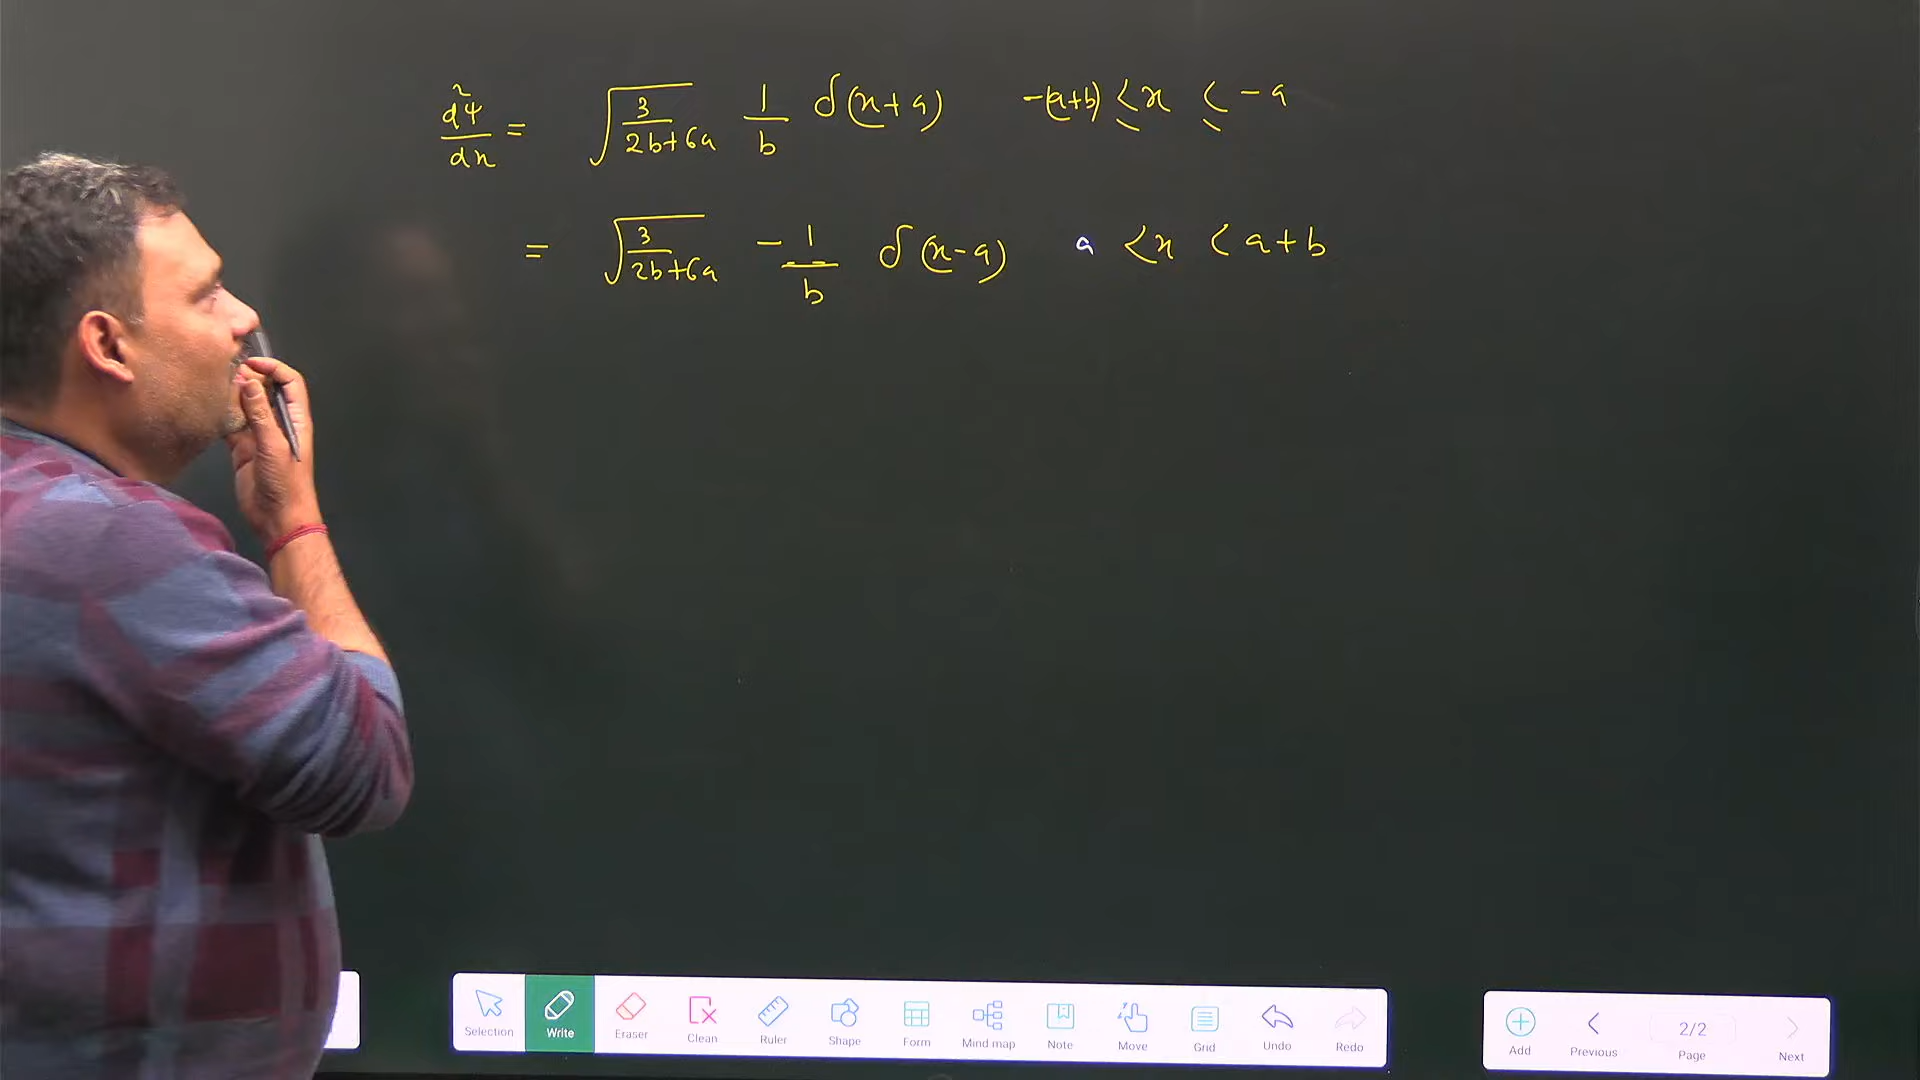 d²ψ/dx = √(3/(2b+6a)) 1/b δ(x+a) -(a+b) < x < -a
= √(3/(2b+6a)) -1/b δ(x-a) a < x < a+b
Selection Write Eraser Clean Ruler Shape Form Mind map Note Move Grid Undo Redo
Add Previous 2/2 Page Next